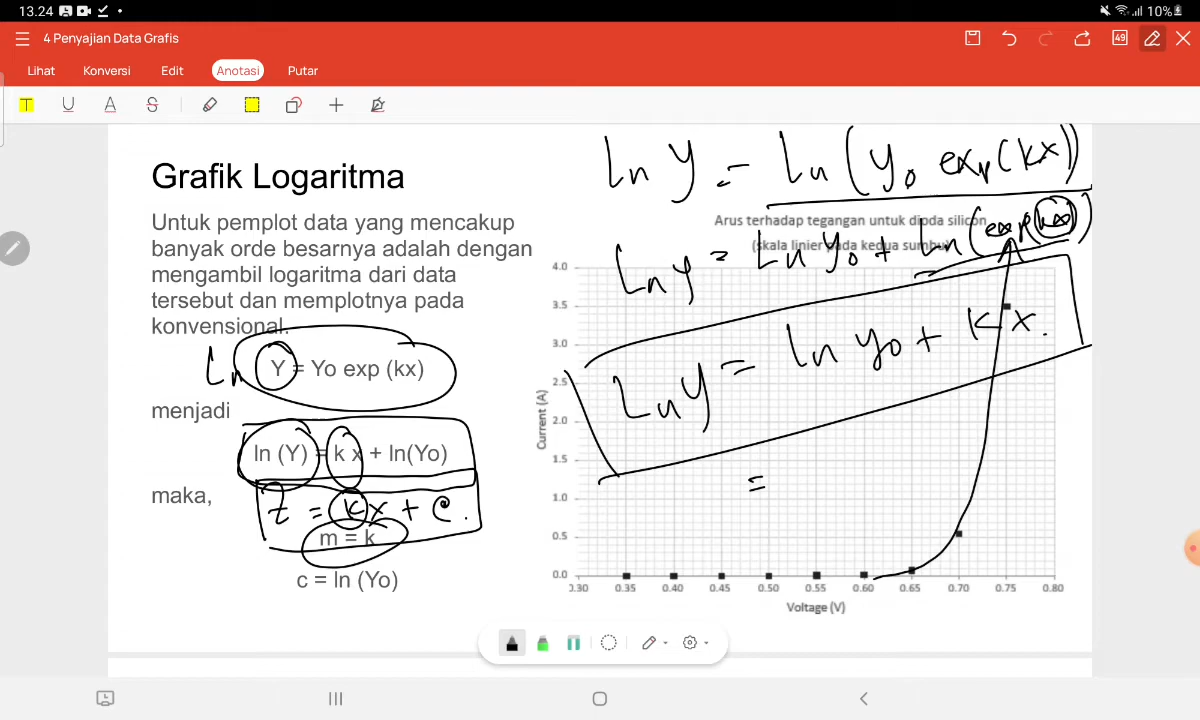 13.24
10%
4 Penyajian Data Grafis
49
Lihat Konversi Edit Anotasi Putar
T U A S
Grafik Logaritma
Untuk pemplot data yang mencakup
banyak orde besarnya adalah dengan
mengambil logaritma dari data
tersebut dan memplotnya pada
konvensional.
Ln Y = Yo exp (kx)
menjadi
ln (Y) = k x + ln(Yo)
maka,
z = kx + c.
m = k
c = ln (Yo)
ln y = Ln (y₀ exp(kx))
Arus terhadap tegangan untuk dioda silicon
(skala linier pada kedua sumbu)
Ln y = Ln y₀ + Ln (exp(kx))
Ln y = ln y₀ + k x.
=
Current (A)
4.0
3.5
3.0
2.5
2.0
1.5
1.0
0.5
0.0
0.30 0.35 0.40 0.45 0.50 0.55 0.60 0.65 0.70 0.75 0.80
Voltage (V)